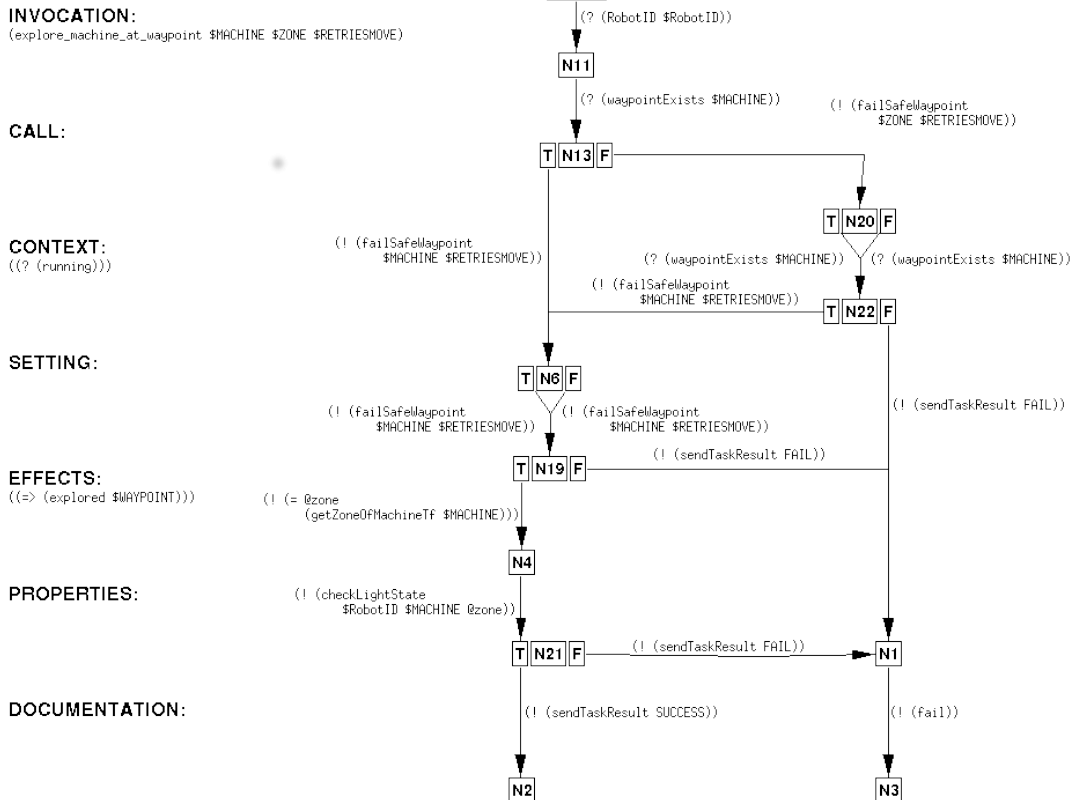 INVOCATION:
(explore_machine_at_waypoint $MACHINE $ZONE $RETRIESMOVE)
(? (RobotID $RobotID))
N11
(? (waypointExists $MACHINE))
(! (failSafeWaypoint
$ZONE $RETRIESMOVE))
CALL:
T N13 F
T N20 F
CONTEXT:
((? (running)))
(! (failSafeWaypoint
$MACHINE $RETRIESMOVE))
(? (waypointExists $MACHINE))
(? (waypointExists $MACHINE))
(! (failSafeWaypoint
$MACHINE $RETRIESMOVE))
T N22 F
SETTING:
T N6 F
(! (failSafeWaypoint
$MACHINE $RETRIESMOVE))
(! (failSafeWaypoint
$MACHINE $RETRIESMOVE))
(! (sendTaskResult FAIL))
T N19 F
(! (sendTaskResult FAIL))
EFFECTS:
((=> (explored $WAYPOINT)))
(! (= @zone
(getZoneOfMachineTf $MACHINE)))
N4
PROPERTIES:
(! (checkLightState
$RobotID $MACHINE @zone))
T N21 F
(! (sendTaskResult FAIL))
N1
DOCUMENTATION:
(! (sendTaskResult SUCCESS))
(! (fail))
N2
N3